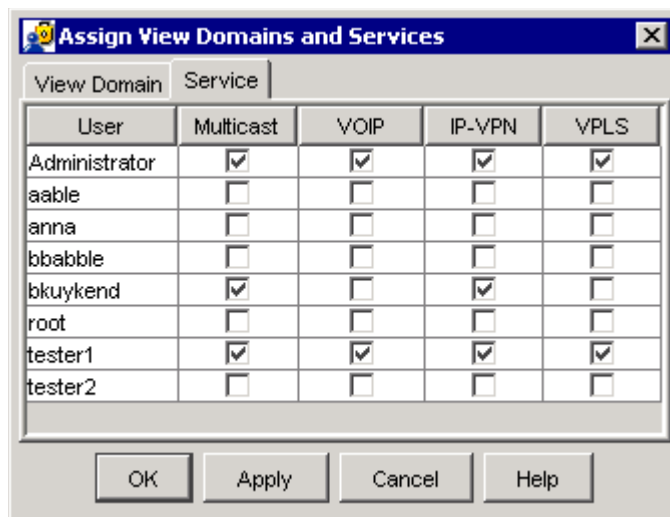 Assign View Domains and Services
View Domain Service
User Multicast VOIP IP-VPN VPLS
Administrator
aable
anna
bbabble
bkuykend
root
tester1
tester2
OK Apply Cancel Help